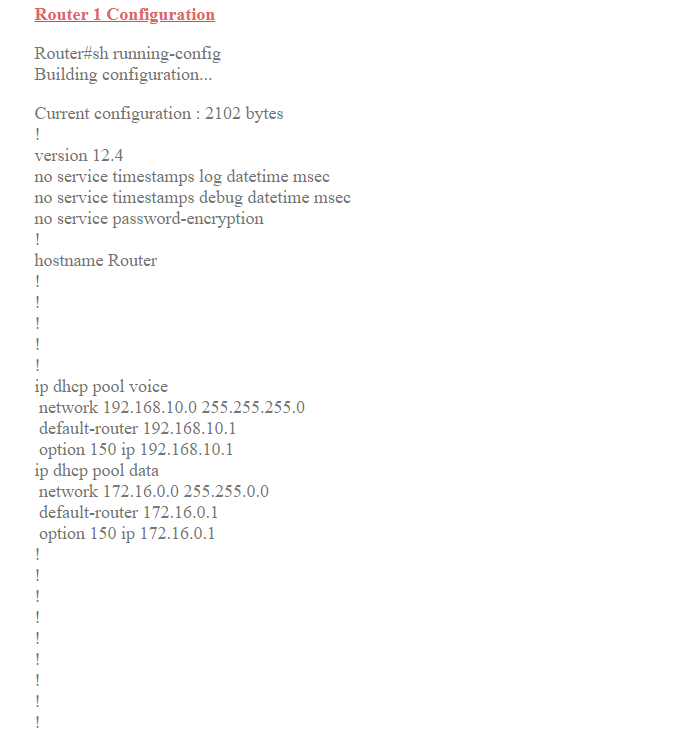 Router 1 Configuration
Router#sh running-config
Building configuration...
Current configuration : 2102 bytes
!
version 12.4
no service timestamps log datetime msec
no service timestamps debug datetime msec
no service password-encryption
!
hostname Router
!
!
!
!
!
ip dhcp pool voice
network 192.168.10.0 255.255.255.0
default-router 192.168.10.1
option 150 ip 192.168.10.1
ip dhcp pool data
network 172.16.0.0 255.255.0.0
default-router 172.16.0.1
option 150 ip 172.16.0.1
!
!
!
!
!
!
!
!
!